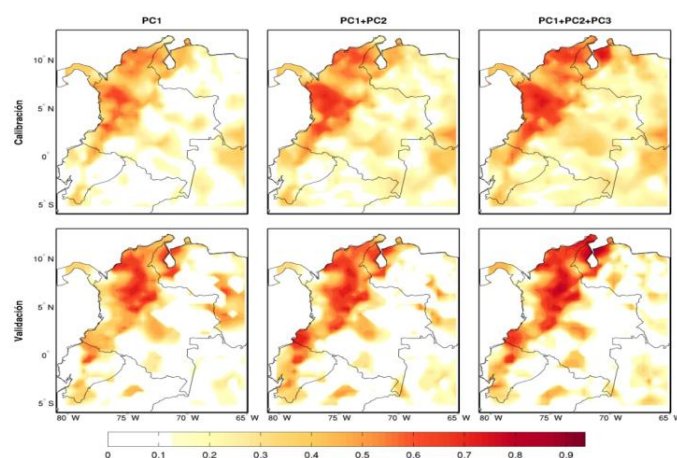 PC1 PC1+PC2 PC1+PC2+PC3
Calibración
10° N
5° N
0°
5° S
Validación
10° N
5° N
0°
5° S
80 W 75 W 70 W 65 W 80 W 75 W 70 W 65 W 80 W 75 W 70 W 65 W
0 0.1 0.2 0.3 0.4 0.5 0.6 0.7 0.8 0.9